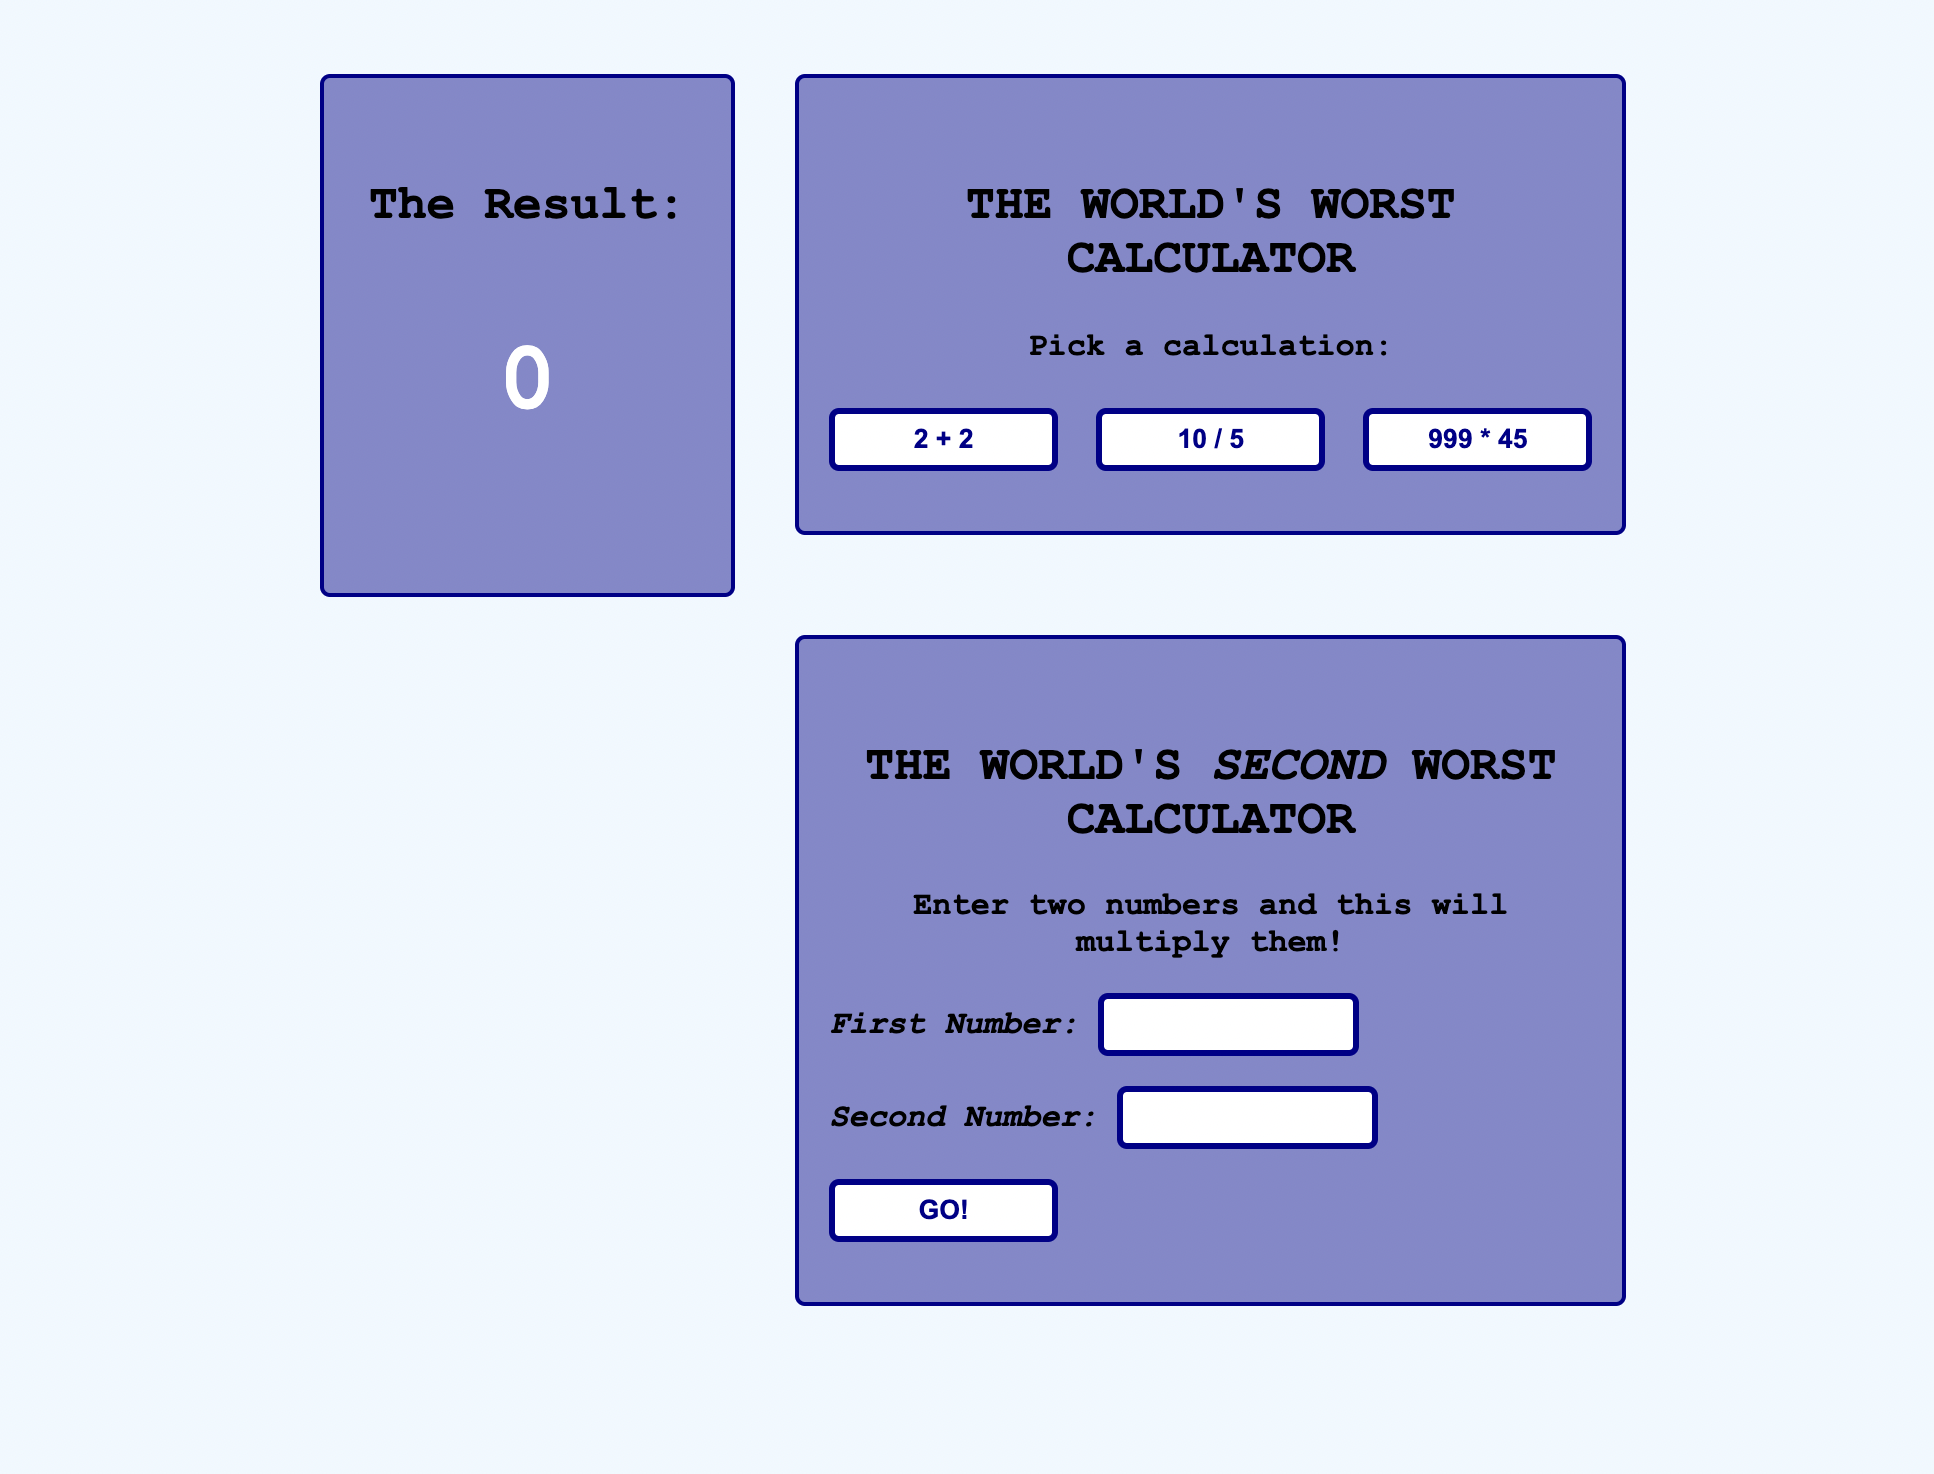 The Result:
0
THE WORLD'S WORST
CALCULATOR
Pick a calculation:
2 + 2
10 / 5
999 * 45
THE WORLD'S SECOND WORST
CALCULATOR
Enter two numbers and this will
multiply them!
First Number:
Second Number:
GO!